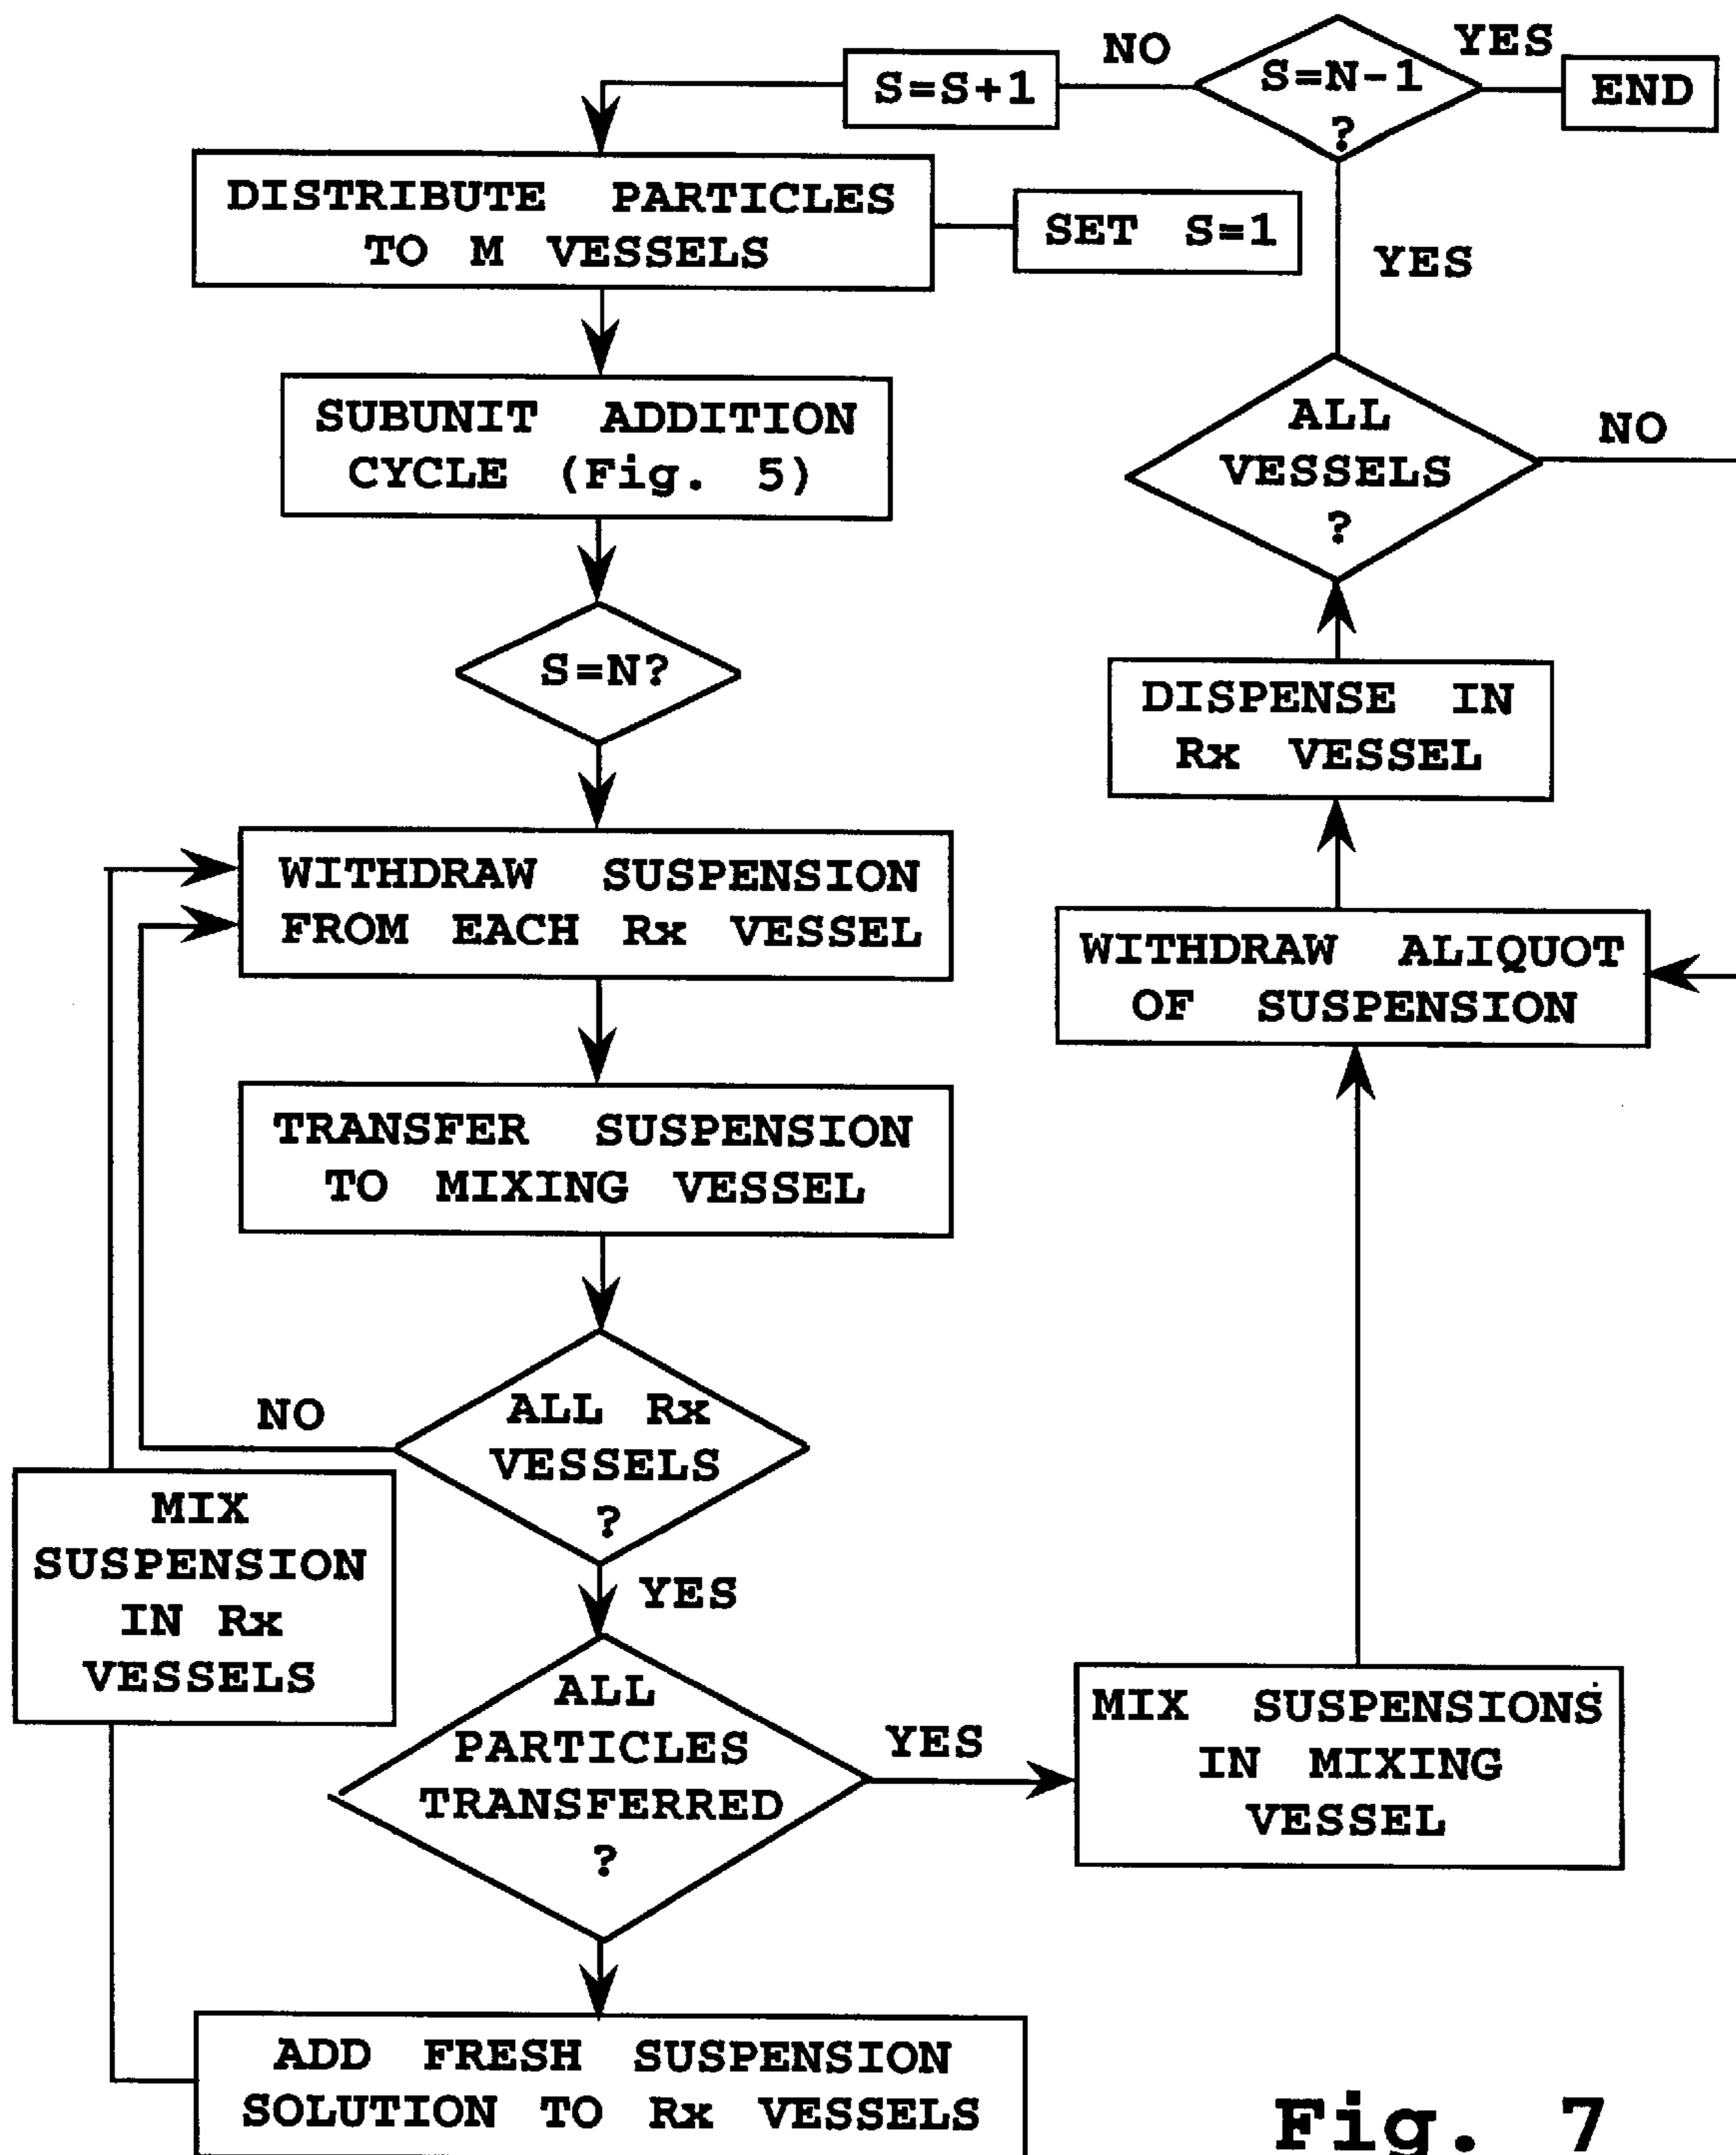 NO
YES
S=S+1
S=N-1
?
END
DISTRIBUTE PARTICLES
TO M VESSELS
SET S=1
YES
SUBUNIT ADDITION
CYCLE (Fig. 5)
ALL
VESSELS
?
NO
S=N?
DISPENSE IN
Rx VESSEL
WITHDRAW SUSPENSION
FROM EACH Rx VESSEL
WITHDRAW ALIQUOT
OF SUSPENSION
TRANSFER SUSPENSION
TO MIXING VESSEL
NO
ALL Rx
VESSELS
?
MIX
SUSPENSION
IN Rx
VESSELS
YES
ALL
PARTICLES
TRANSFERRED
?
YES
MIX SUSPENSIONS
IN MIXING
VESSEL
ADD FRESH SUSPENSION
SOLUTION TO Rx VESSELS
Fig. 7